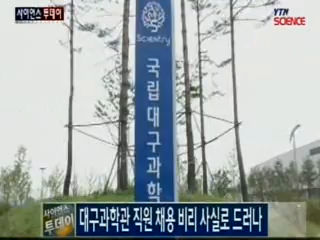 사이언스 투데이
YTN
SCIENCE
Scientry
국립대구과학
사이언스
투데이
대구과학관 직원 채용 비리 사실로 드러나